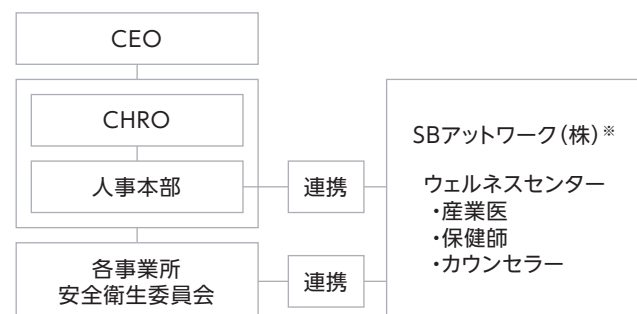 CEO
CHRO
人事本部
連携
各事業所
安全衛生委員会
連携
SBアットワーク(株)※
ウェルネスセンター
・産業医
・保健師
・カウンセラー